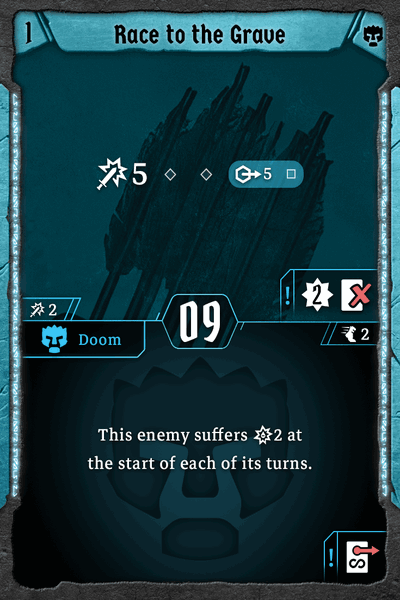 1 Race to the Grave
5 5
! 2
2 09
Doom 2
This enemy suffers 2 at
the start of each of its turns.
!